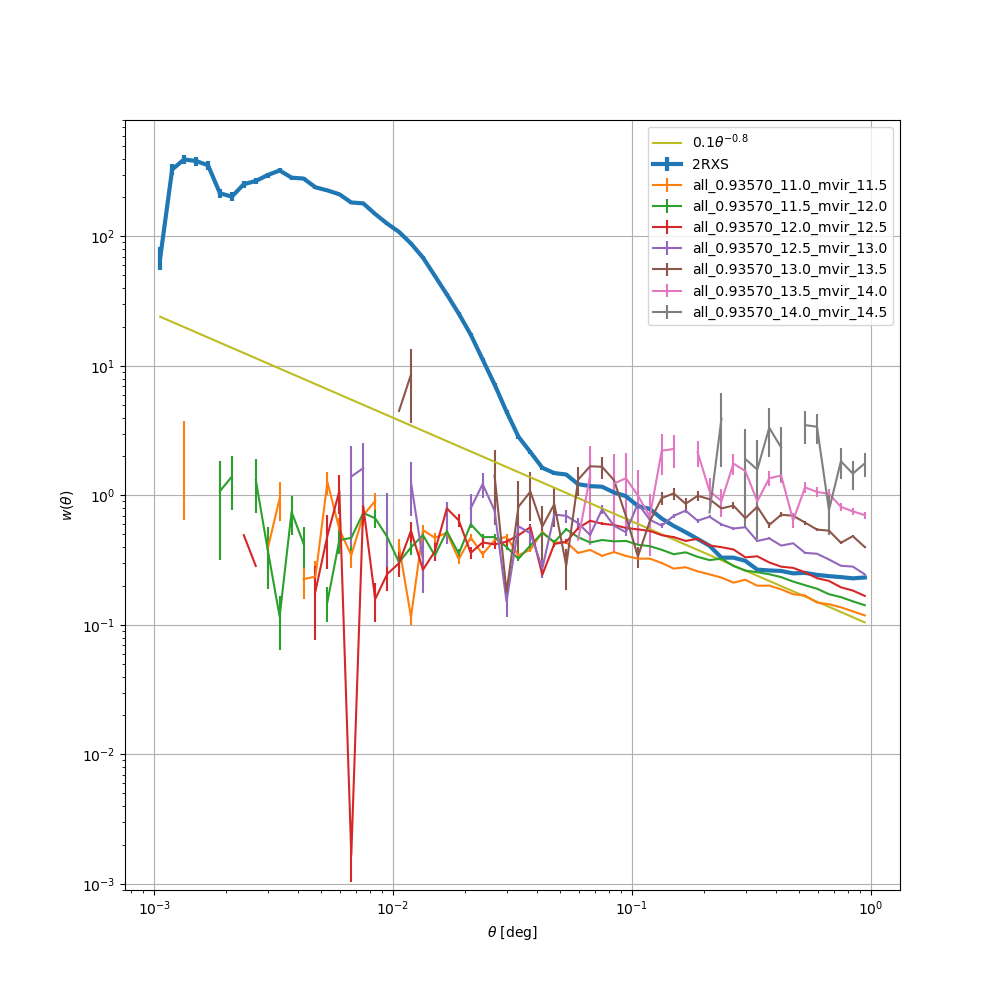 0.1θ^−0.8
2RXS
all_0.93570_11.0_mvir_11.5
all_0.93570_11.5_mvir_12.0
all_0.93570_12.0_mvir_12.5
all_0.93570_12.5_mvir_13.0
all_0.93570_13.0_mvir_13.5
all_0.93570_13.5_mvir_14.0
all_0.93570_14.0_mvir_14.5
10^2
10^1
10^0
10^−1
10^−2
10^−3
w(θ)
10^−3 10^−2 10^−1 10^0
θ [deg]